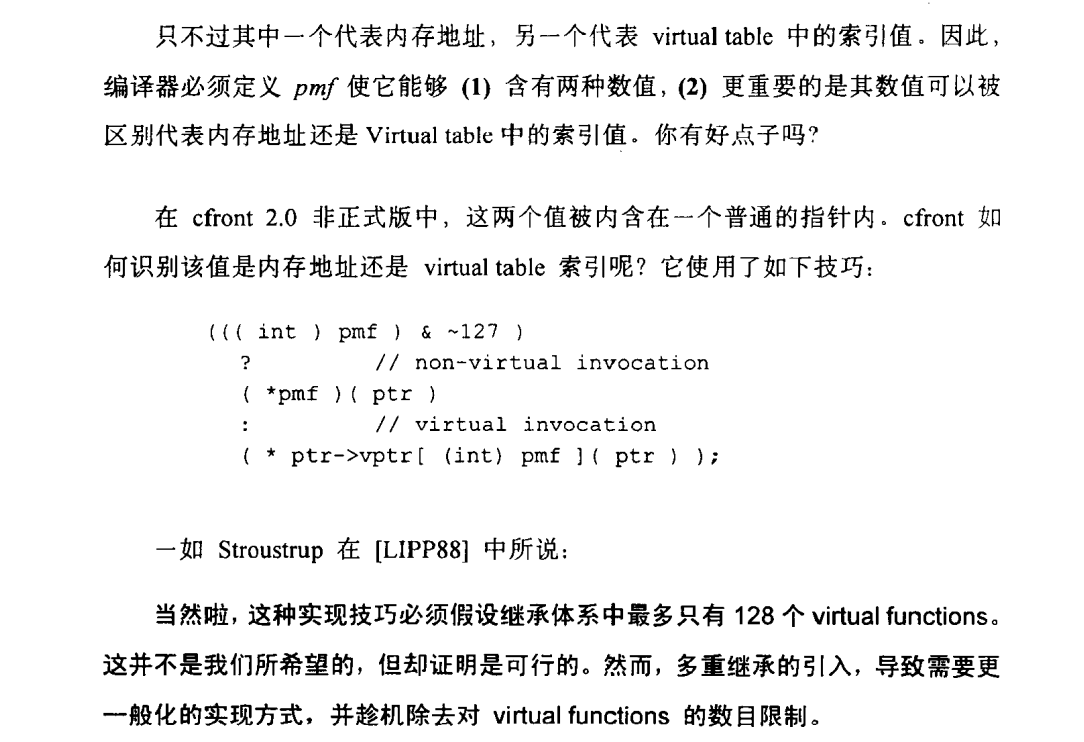 只不过其中一个代表内存地址，另一个代表 virtual table 中的索引值。因此，
编译器必须定义 pmf 使它能够 (1) 含有两种数值，(2) 更重要的是其数值可以被
区别代表内存地址还是 Virtual table 中的索引值。你有好点子吗？
在 cfront 2.0 非正式版中，这两个值被内含在一个普通的指针内。cfront 如
何识别该值是内存地址还是 virtual table 索引呢？它使用了如下技巧：
((( int ) pmf ) & ~127 )
? // non-virtual invocation
( *pmf )( ptr )
: // virtual invocation
( * ptr->vptr[ (int) pmf ]( ptr ) );
一如 Stroustrup 在 [LIPP88] 中所说：
当然啦，这种实现技巧必须假设继承体系中最多只有 128 个 virtual functions。
这并不是我们所希望的，但却证明是可行的。然而，多重继承的引入，导致需要更
一般化的实现方式，并趁机除去对 virtual functions 的数目限制。